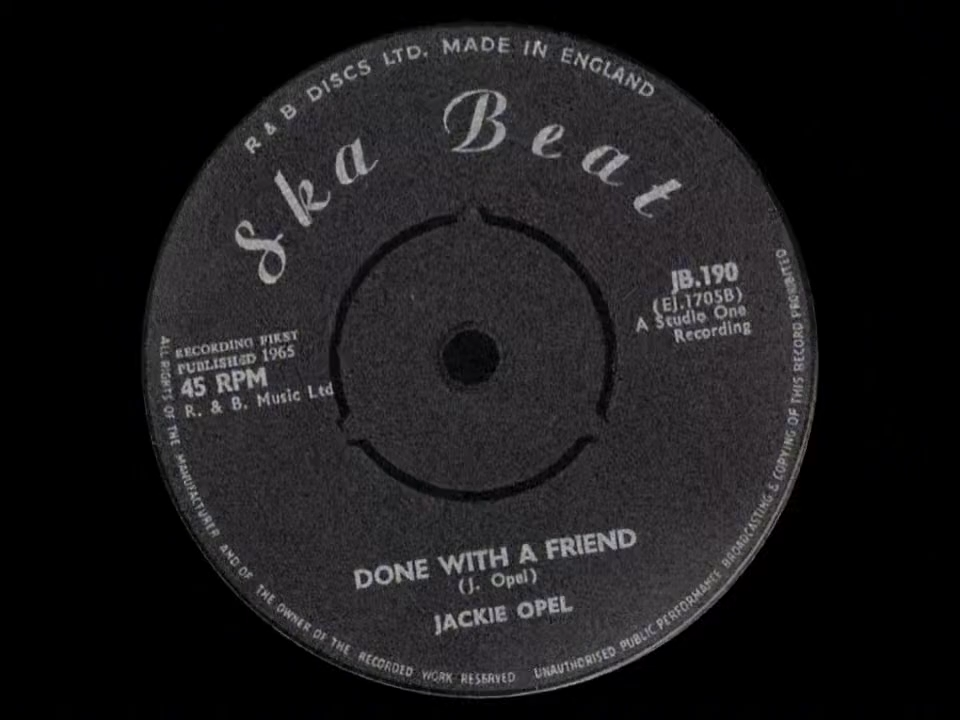 R & B DISCS LTD. MADE IN ENGLAND
Ska Beat
JB.190
(EJ.1705B)
A Studio One
Recording
RECORDING FIRST
PUBLISHED 1965
45 RPM
R. & B. Music Ltd
DONE WITH A FRIEND
(J. Opel)
JACKIE OPEL
ALL RIGHTS OF THE MANUFACTURER AND OF THE OWNER OF THE RECORDED WORK RESERVED UNAUTHORISED PUBLIC PERFORMANCE BROADCASTING & COPYING OF THIS RECORD PROHIBITED